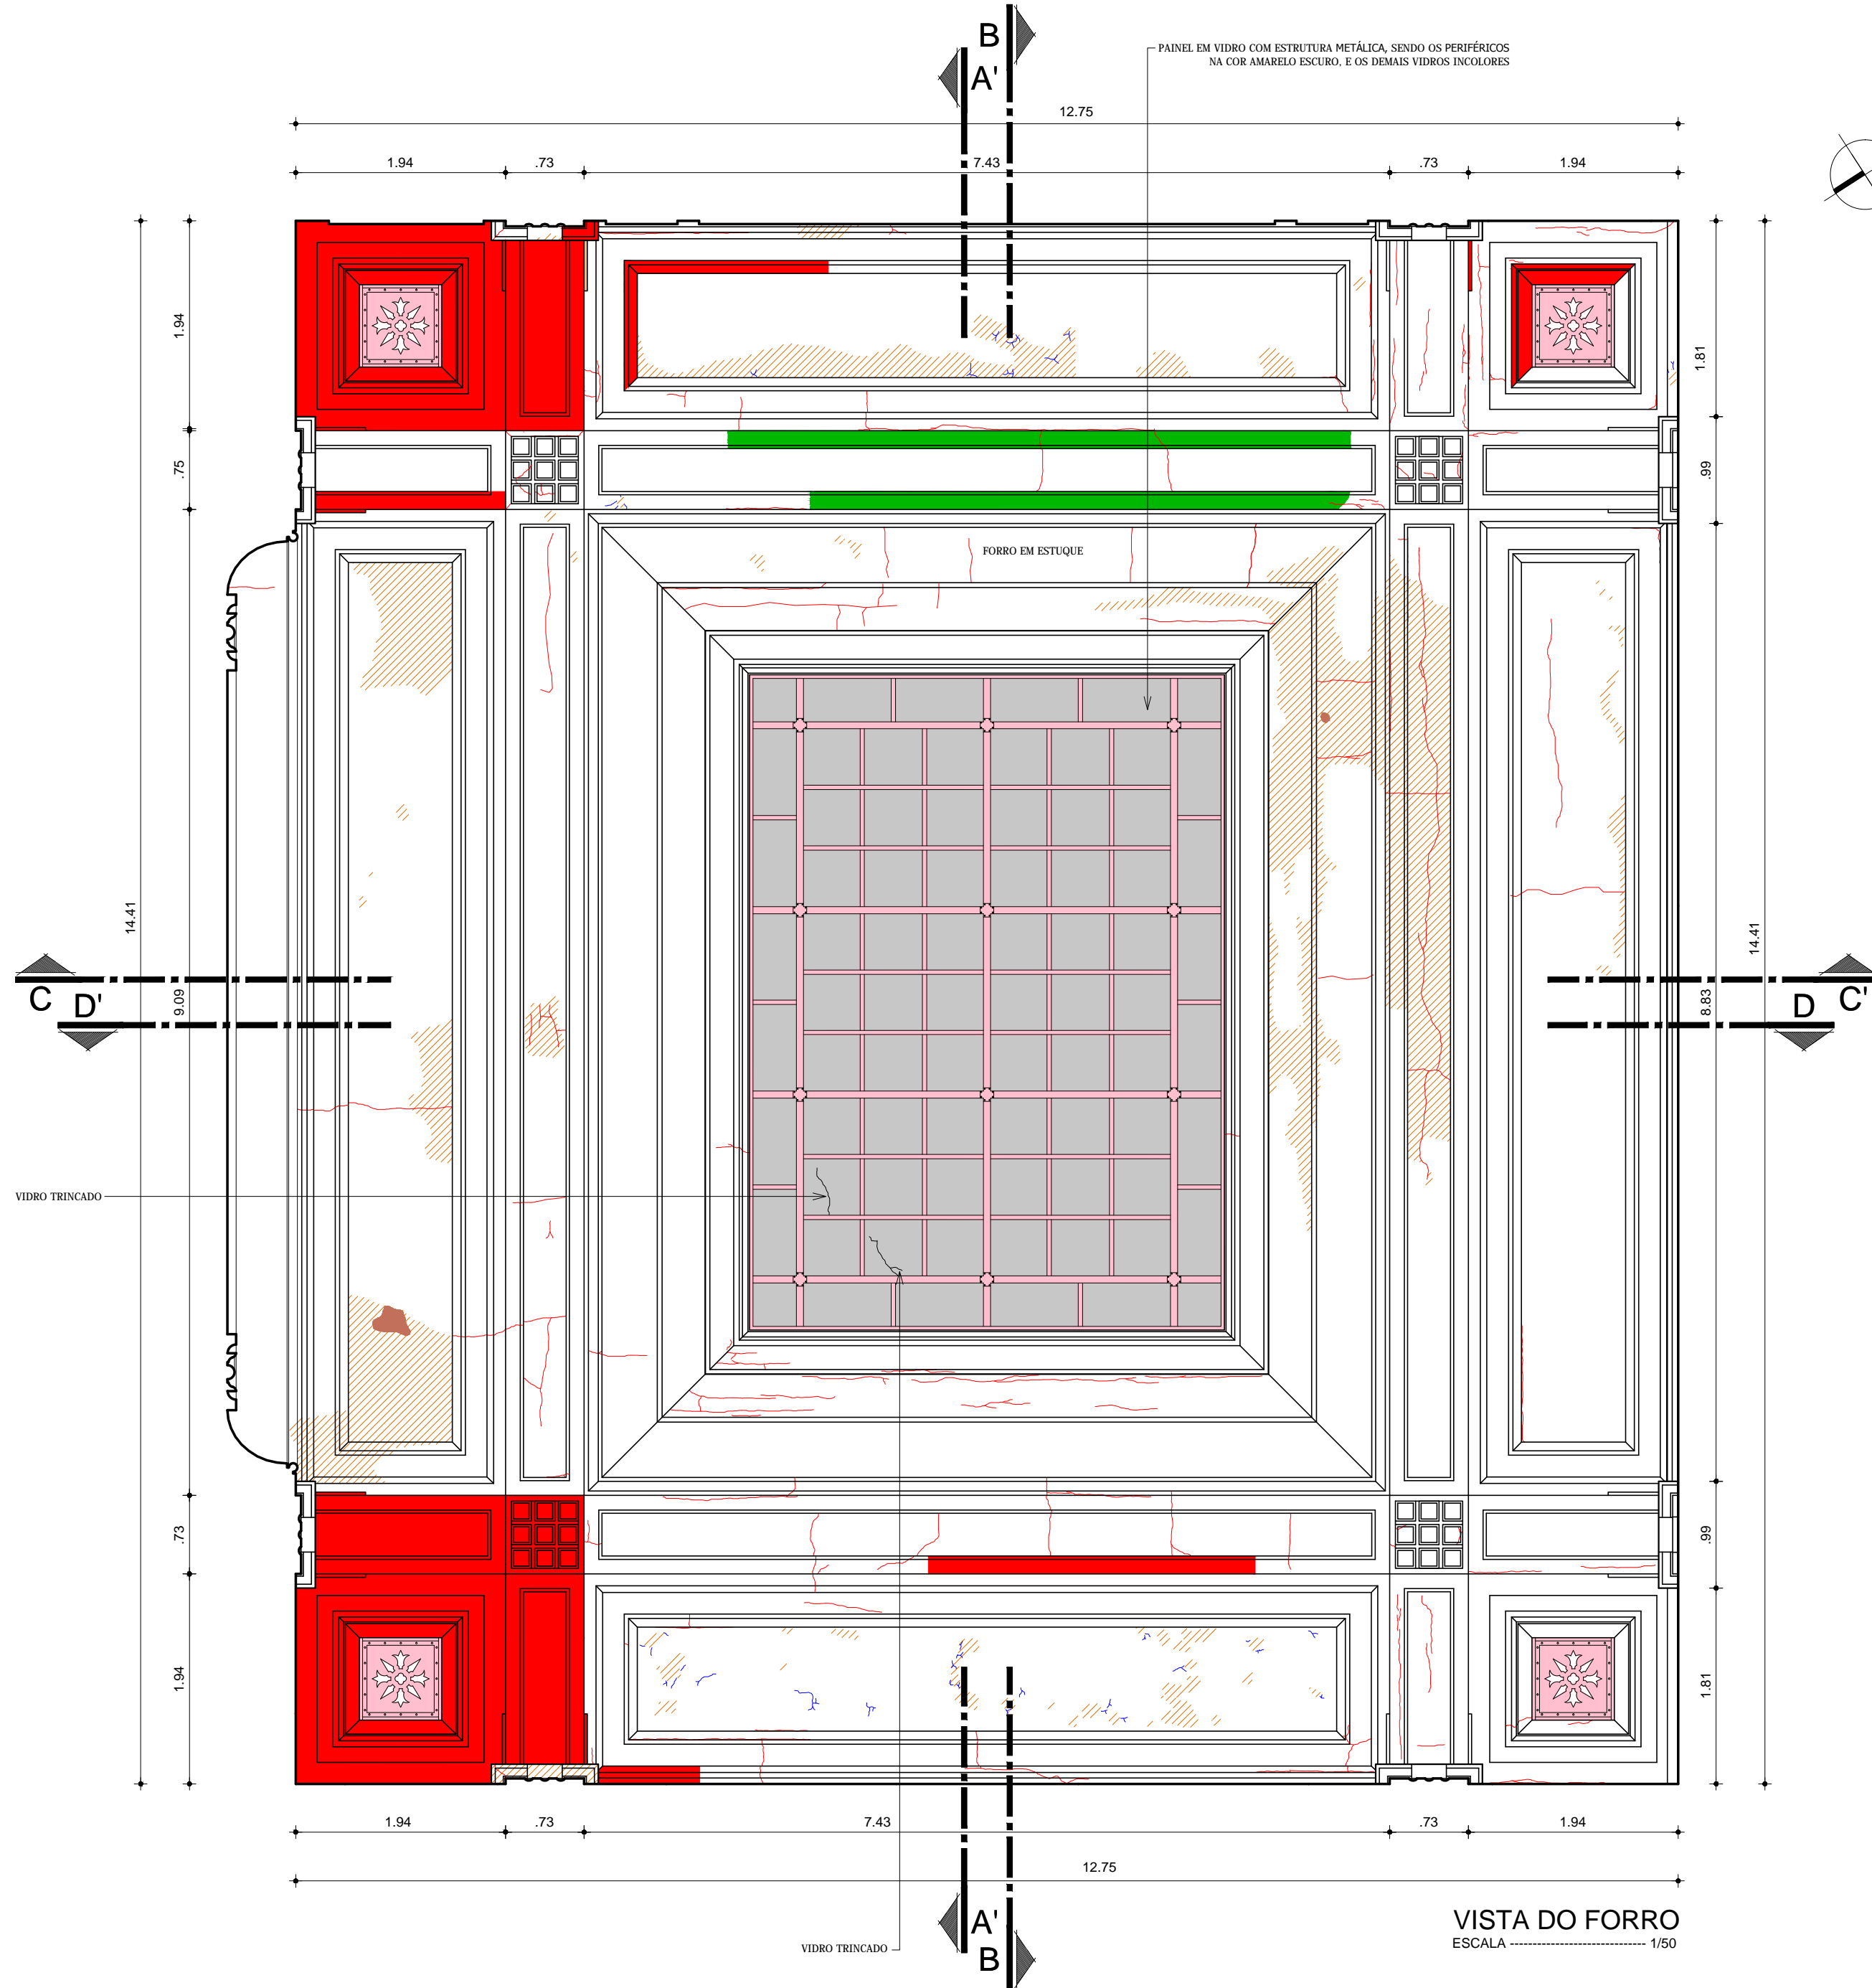 B
A'
PAINEL EM VIDRO COM ESTRUTURA METÁLICA, SENDO OS PERIFÉRICOS
NA COR AMARELO ESCURO, E OS DEMAIS VIDROS INCOLORES
12.75
1.94
.73
7.43
.73
1.94
1.94
1.81
.75
.99
FORRO EM ESTUQUE
14.41
14.41
9.09
8.83
C
D'
D
C'
VIDRO TRINCADO
.73
.99
1.94
1.81
1.94
.73
7.43
.73
1.94
12.75
A'
B
VIDRO TRINCADO
VISTA DO FORRO
ESCALA ------------------------------ 1/50